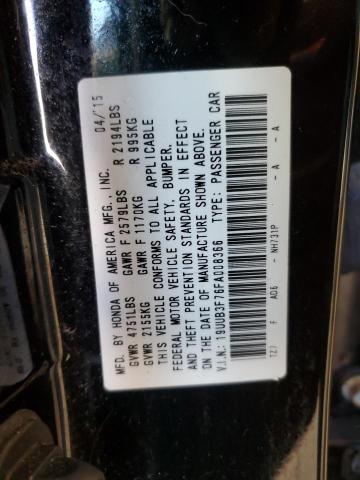 MFD. BY HONDA OF AMERICA MFG., INC. 04/15
GVWR 4751LBS GAWR F 2579LBS R 2194LBS
GVWR 2155KG GAWR F 1170KG R 995KG
THIS VEHICLE CONFORMS TO ALL APPLICABLE
FEDERAL MOTOR VEHICLE SAFETY, BUMPER,
AND THEFT PREVENTION STANDARDS IN EFFECT
ON THE DATE OF MANUFACTURE SHOWN ABOVE.
V.I.N.: 19UUB3F76FA008366 TYPE: PASSENGER CAR
TZ7 F AD6 - NH731P - A - A